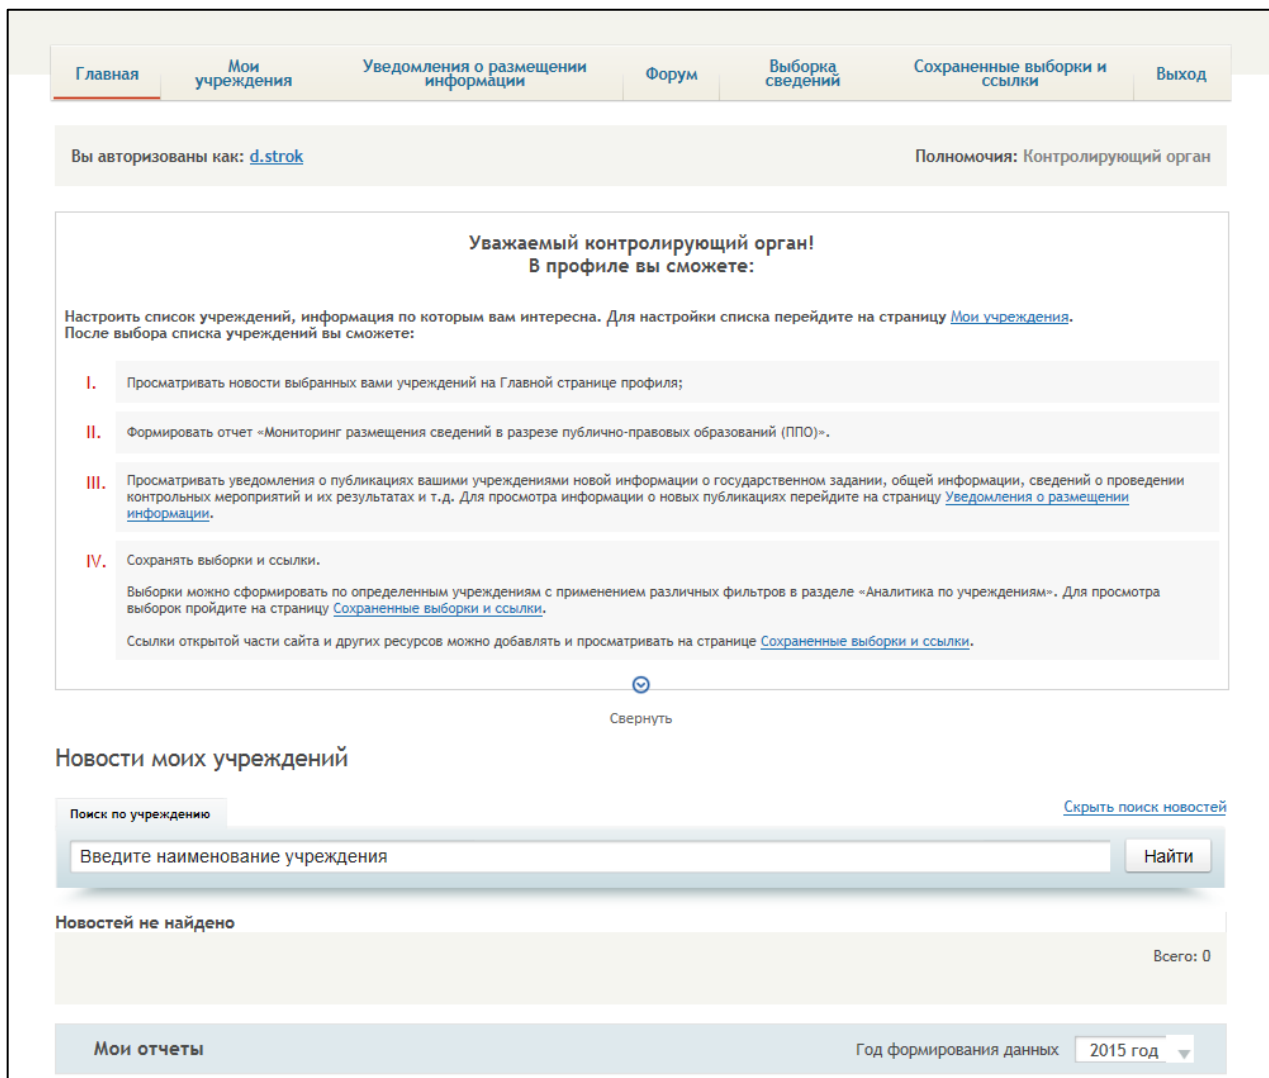 Главная
Мои учреждения
Уведомления о размещении информации
Форум
Выборка сведений
Сохраненные выборки и ссылки
Выход
Вы авторизованы как: d.strok
Полномочия: Контролирующий орган
Уважаемый контролирующий орган!
В профиле вы сможете:
Настроить список учреждений, информация по которым вам интересна. Для настройки списка перейдите на страницу Мои учреждения.
После выбора списка учреждений вы сможете:
I. Просматривать новости выбранных вами учреждений на Главной странице профиля;
II. Формировать отчет «Мониторинг размещения сведений в разрезе публично-правовых образований (ППО)».
III. Просматривать уведомления о публикациях вашими учреждениями новой информации о государственном задании, общей информации, сведений о проведении
контрольных мероприятий и их результатах и т.д. Для просмотра информации о новых публикациях перейдите на страницу Уведомления о размещении
информации.
IV. Сохранять выборки и ссылки.
Выборки можно сформировать по определенным учреждениям с применением различных фильтров в разделе «Аналитика по учреждениям». Для просмотра
выборок пройдите на страницу Сохраненные выборки и ссылки.
Ссылки открытой части сайта и других ресурсов можно добавлять и просматривать на странице Сохраненные выборки и ссылки.
Свернуть
Новости моих учреждений
Поиск по учреждению
Скрыть поиск новостей
Введите наименование учреждения
Найти
Новостей не найдено
Всего: 0
Мои отчеты
Год формирования данных
2015 год